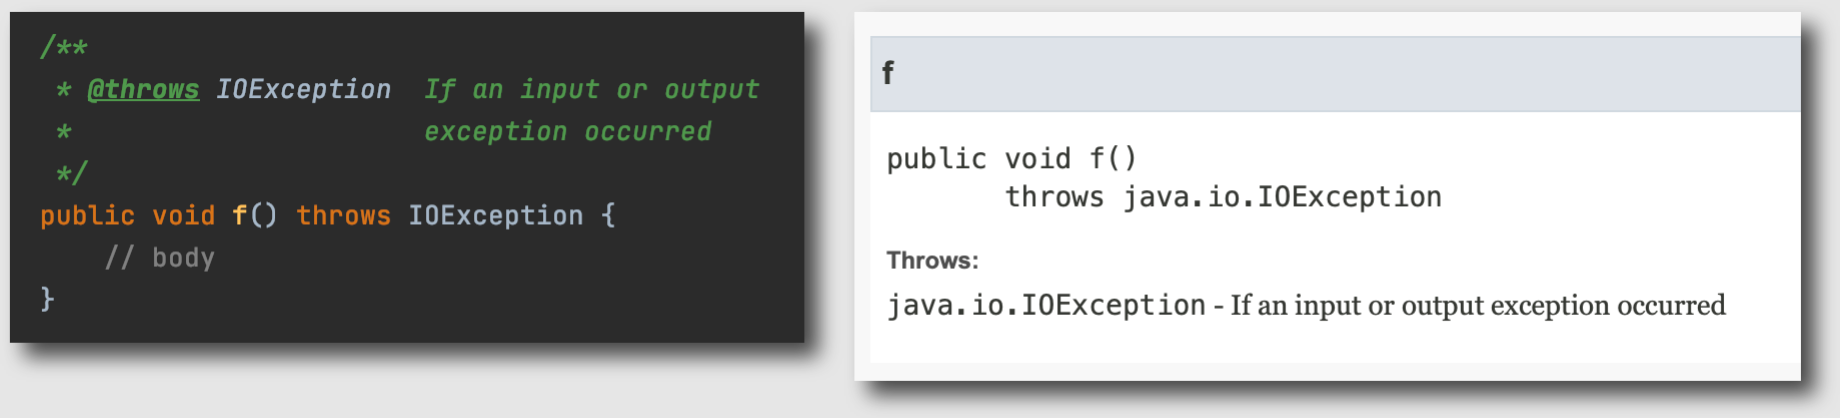 /**
* @throws IOException  If an input or output
*                      exception occurred
*/
public void f() throws IOException {
    // body
}
f
public void f()
       throws java.io.IOException
Throws:
java.io.IOException - If an input or output exception occurred